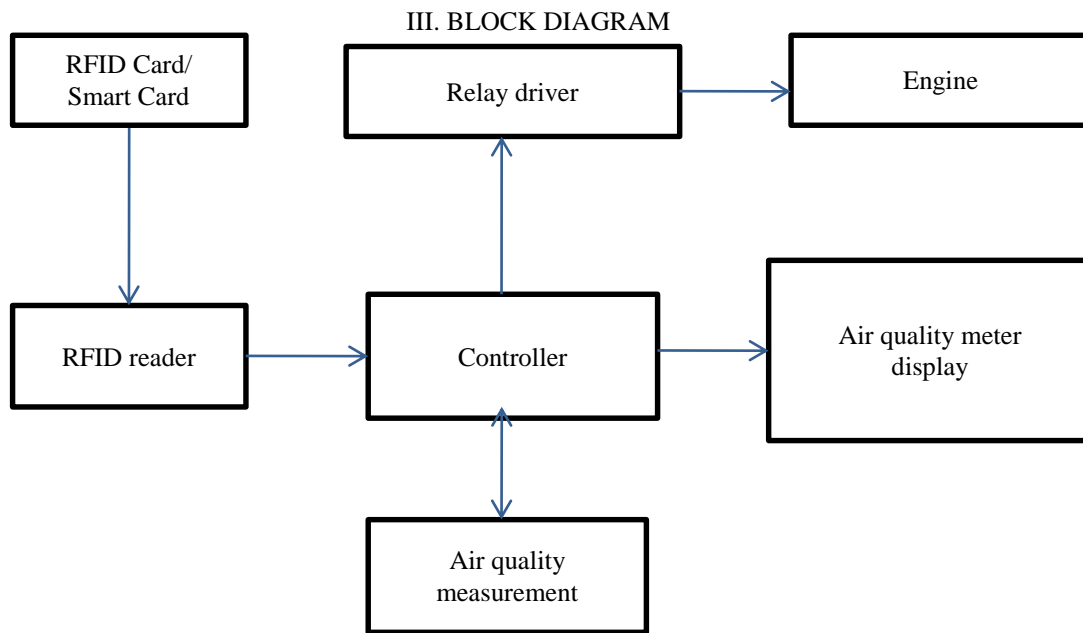 III. BLOCK DIAGRAM
RFID Card/
Smart Card
Relay driver
Engine
RFID reader
Controller
Air quality meter
display
Air quality
measurement